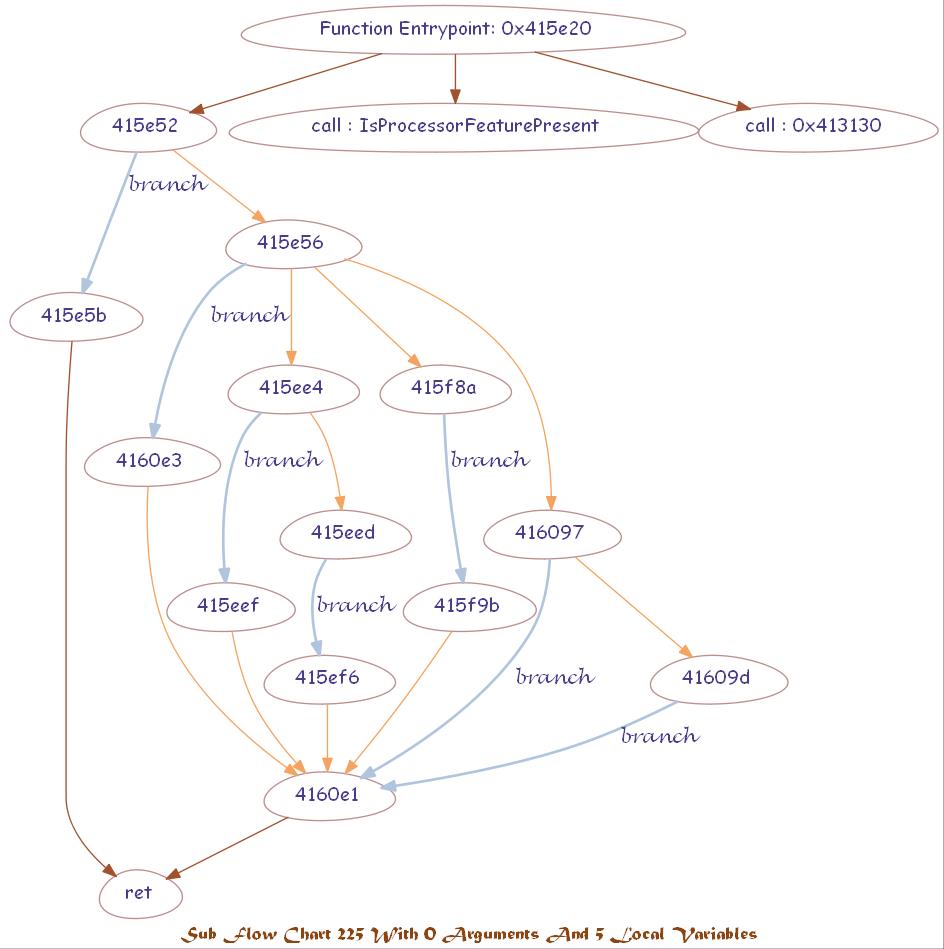 Function Entrypoint: 0x415e20
415e52
call : IsProcessorFeaturePresent
call : 0x413130
branch
415e56
415e5b
branch
415ee4
415f8a
4160e3
branch
branch
415eed
416097
415eef
branch
415f9b
415ef6
branch
41609d
branch
4160e1
ret
Sub Flow Chart 225 With 0 Arguments And 5 Local Variables